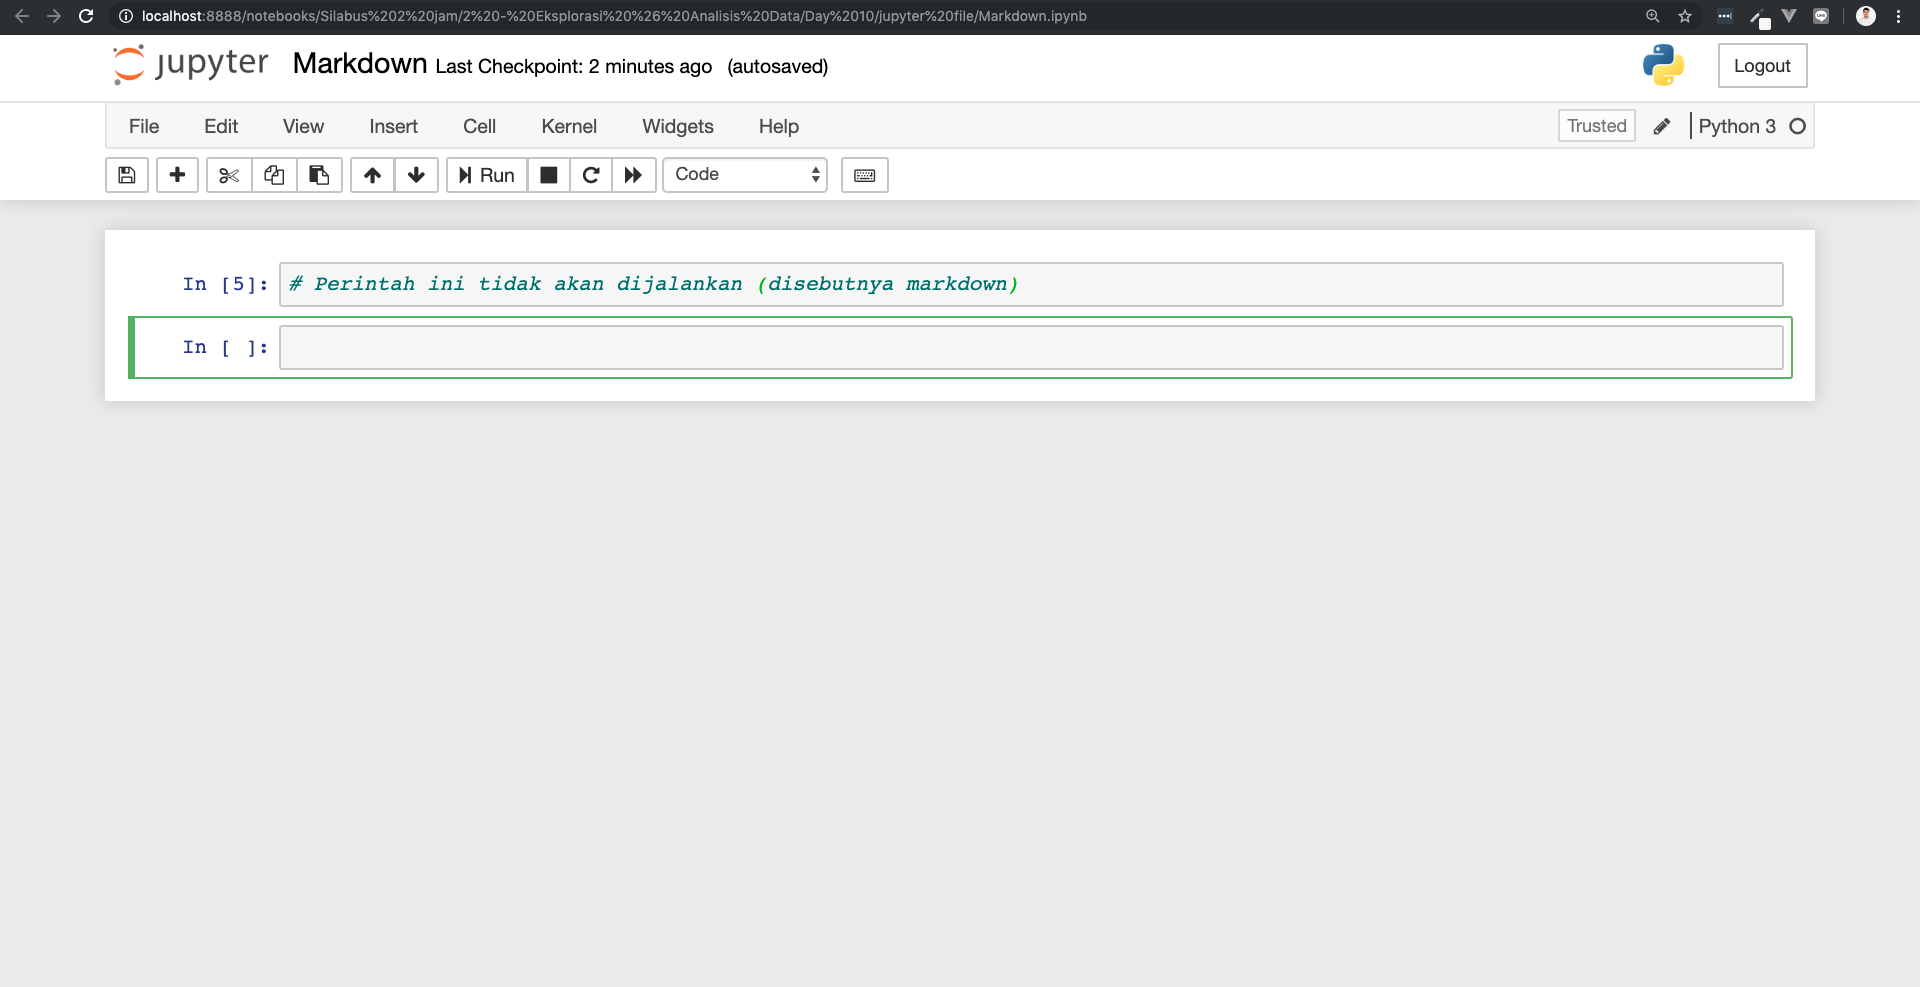 localhost:8888/notebooks/Silabus%202%20jam/2%20-%20Eksplorasi%20%26%20Analisis%20Data/Day%2010/jupyter%20file/Markdown.ipynb
jupyter Markdown Last Checkpoint: 2 minutes ago (autosaved) Logout
File Edit View Insert Cell Kernel Widgets Help Trusted Python 3
Run Code
In [5]: # Perintah ini tidak akan dijalankan (disebutnya markdown)
In [ ]: